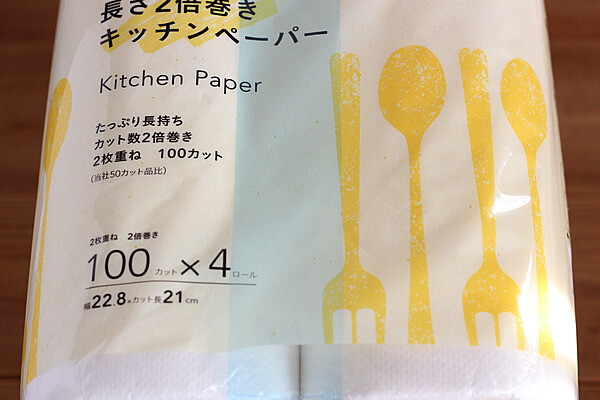 長さ2倍巻き
キッチンペーパー
Kitchen Paper
たっぷり長持ち
カット数2倍巻き
2枚重ね 100カット
(当社50カット品比)
2枚重ね 2倍巻き
100カット×4ロール
幅22.8×カット長21cm